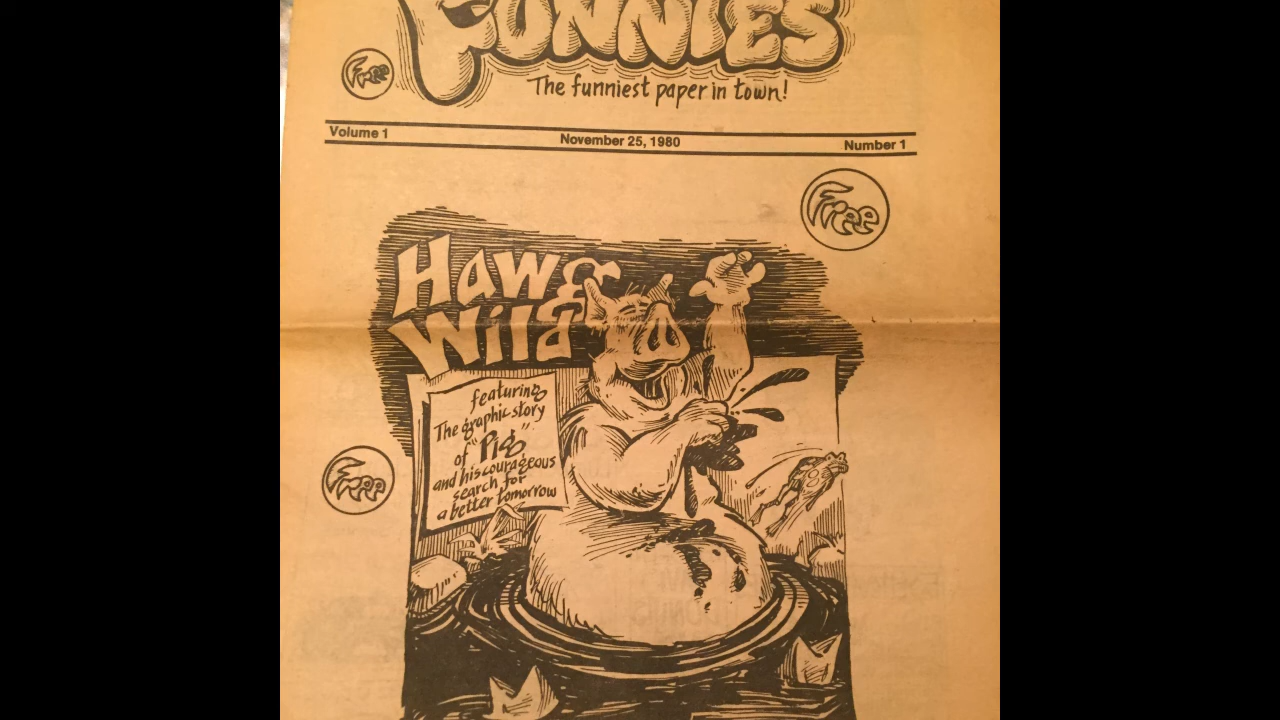 FUNNIES
Free
The funniest paper in town!
Volume 1 November 25, 1980 Number 1
Free
Haw &
Wild
featuring
The graphic story
of "Pig"
and his courageous
search for
a better tomorrow
Free